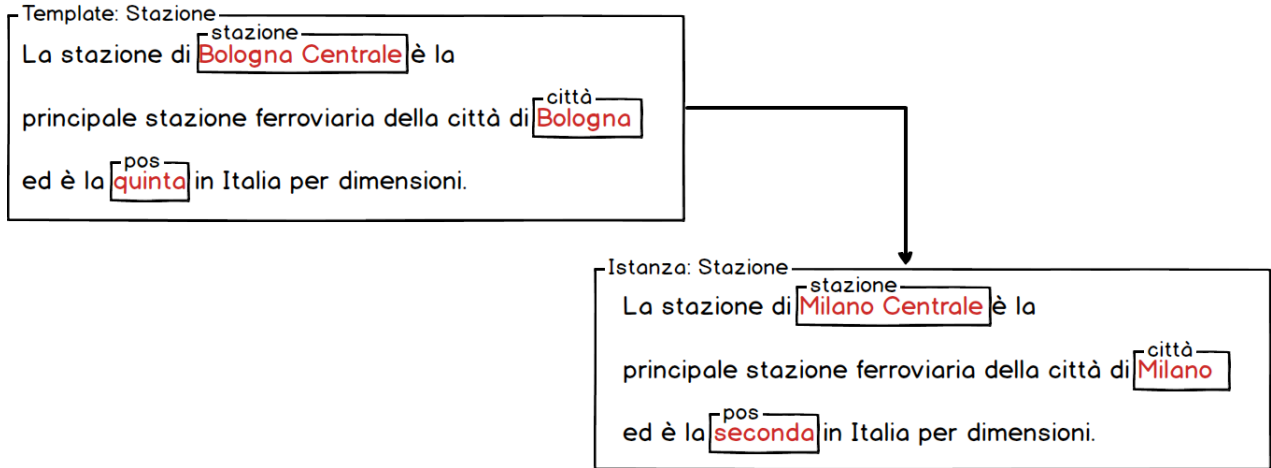 Template: Stazione
stazione
La stazione di Bologna Centrale è la
città
principale stazione ferroviaria della città di Bologna
pos
ed è la quinta in Italia per dimensioni.
Istanza: Stazione
stazione
La stazione di Milano Centrale è la
città
principale stazione ferroviaria della città di Milano
pos
ed è la seconda in Italia per dimensioni.